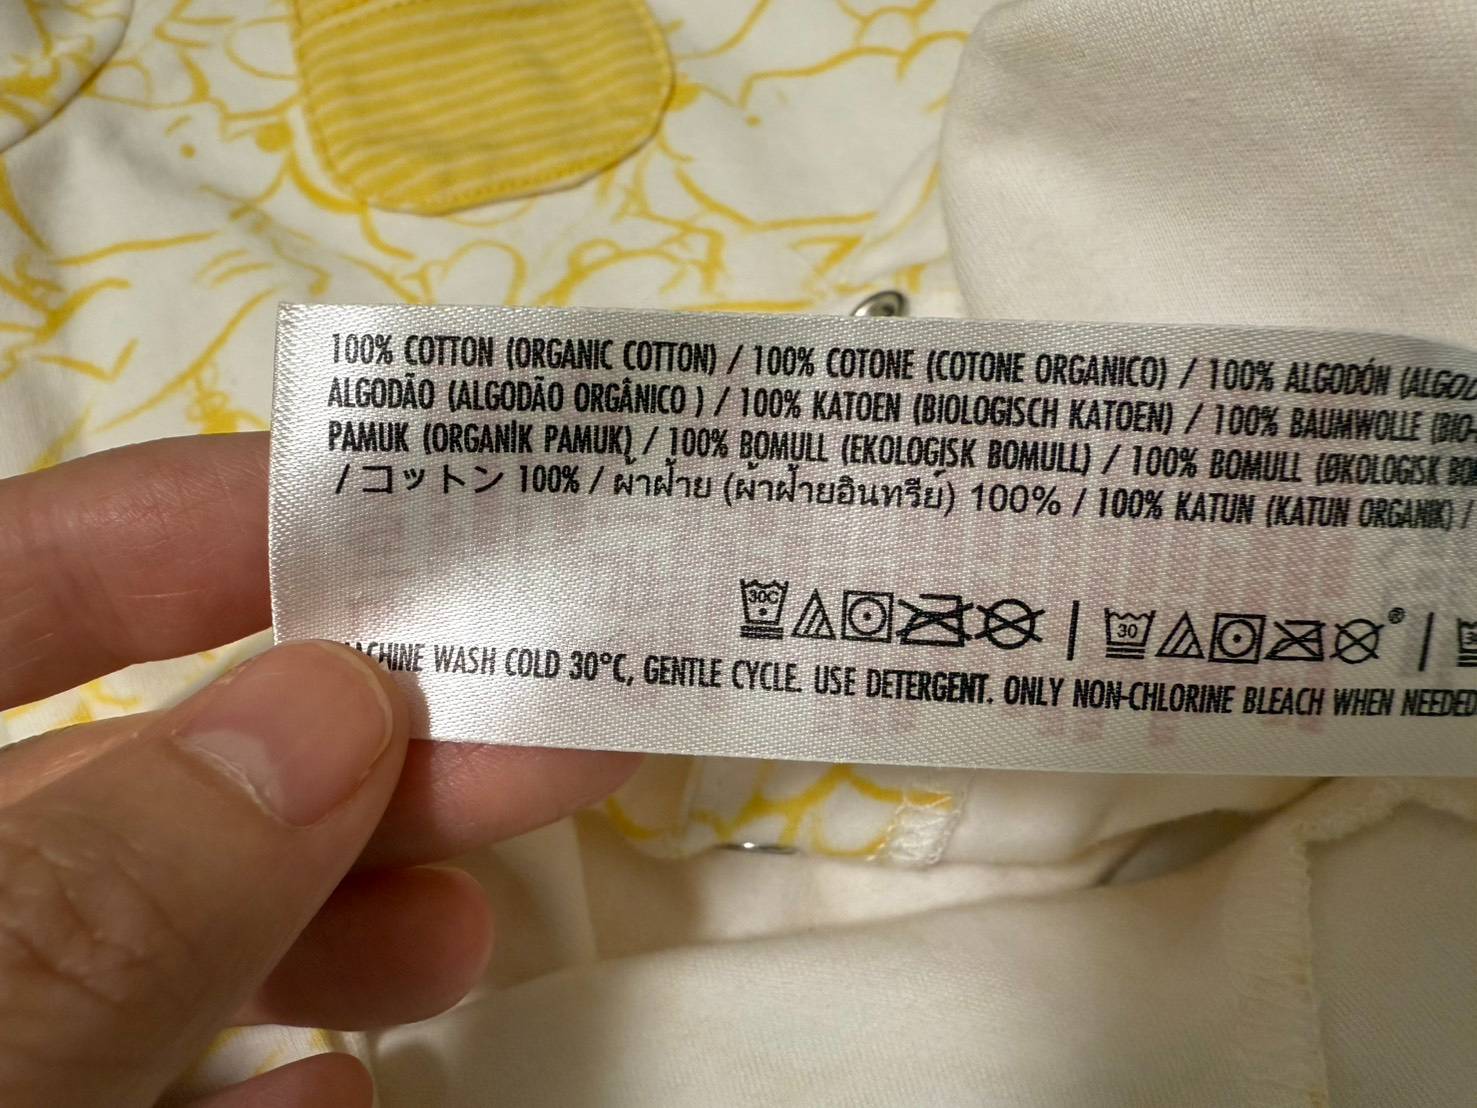 100% COTTON (ORGANIC COTTON) / 100% COTONE (COTONE ORGANICO) / 100% ALGODÓN
ALGODÃO (ALGODÃO ORGÂNICO ) / 100% KATOEN (BIOLOGISCH KATOEN) / 100% BAUMWOLLE (BIO-
PAMUK (ORGANİK PAMUK) / 100% BOMULL (EKOLOGISK BOMULL) / 100% BOMULL (ØKOLOGISK
/ コットン 100% / ผ้าฝ้าย (ผ้าฝ้ายอินทรีย์) 100% / 100% KATUN (KATUN ORGANIK) /
30C | 30 ® |
MACHINE WASH COLD 30°C, GENTLE CYCLE. USE DETERGENT. ONLY NON-CHLORINE BLEACH WHEN NEEDED